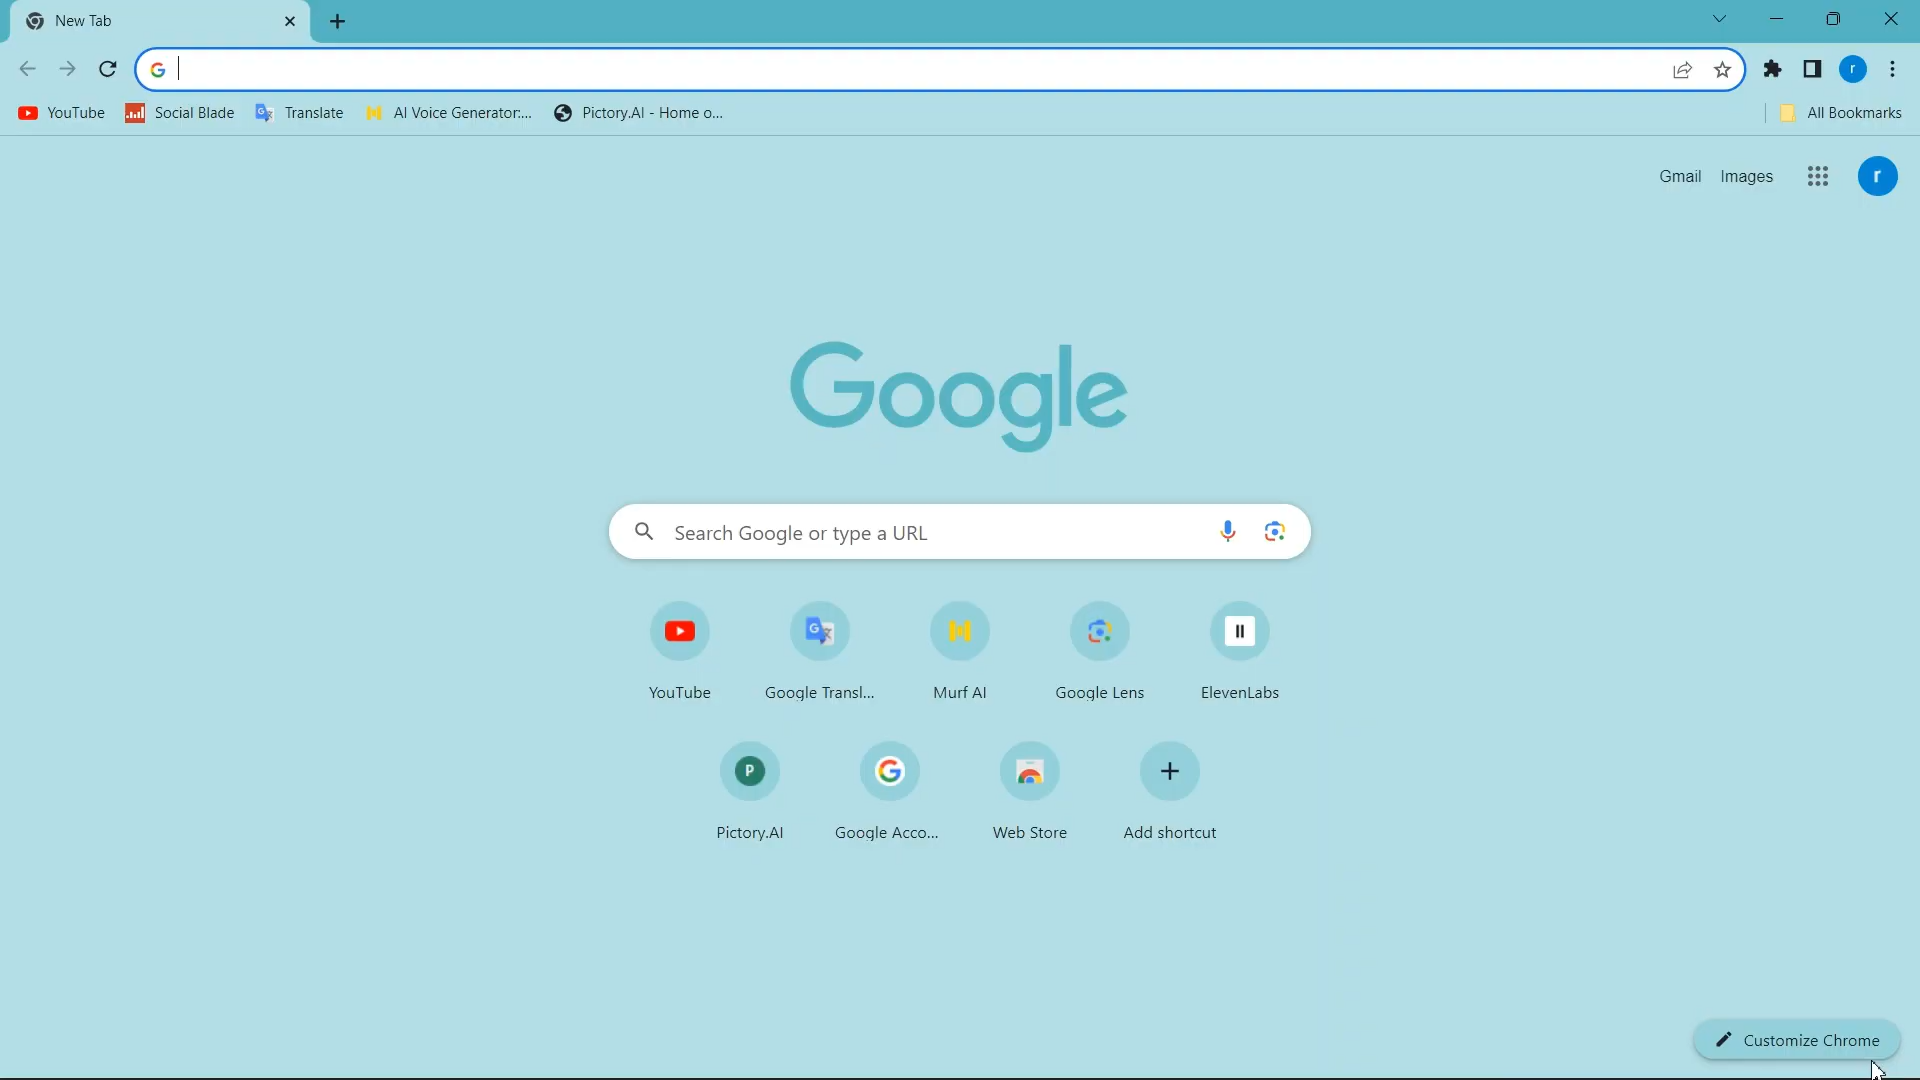 New Tab
YouTube Social Blade Translate AI Voice Generator:... Pictory.AI - Home o... All Bookmarks
Gmail Images r
Google
Search Google or type a URL
YouTube Google Transl... Murf AI Google Lens ElevenLabs
P
Pictory.AI Google Acco... Web Store Add shortcut
Customize Chrome